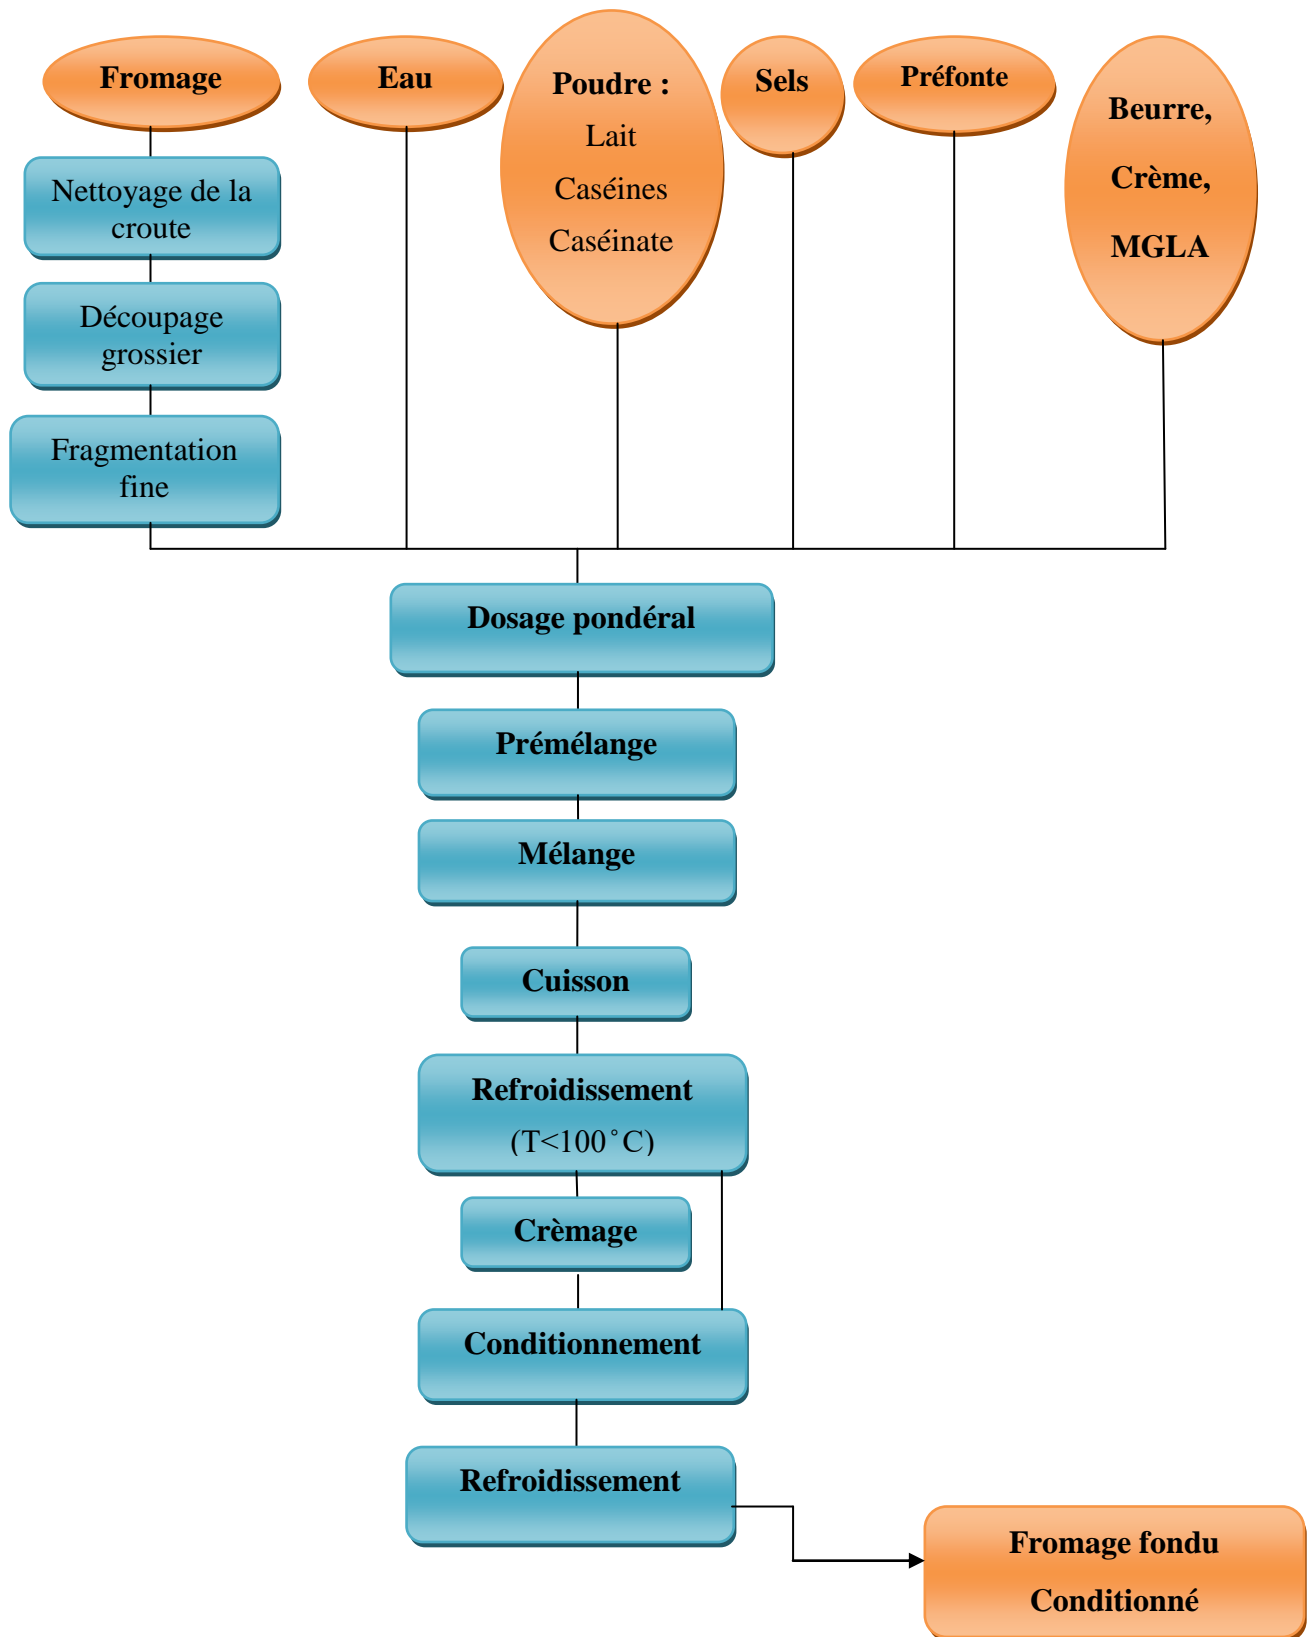 Fromage
Eau
Poudre :
Lait
Caséines
Caséinate
Sels
Préfonte
Beurre,
Crème,
MGLA
Nettoyage de la
croute
Découpage
grossier
Fragmentation
fine
Dosage pondéral
Prémélange
Mélange
Cuisson
Refroidissement
(T<100°C)
Crèmage
Conditionnement
Refroidissement
Fromage fondu
Conditionné